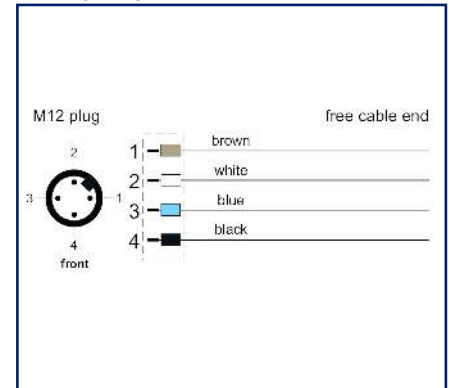 M12 plug
free cable end
2
3
1
4
front
1
brown
2
white
3
blue
4
black